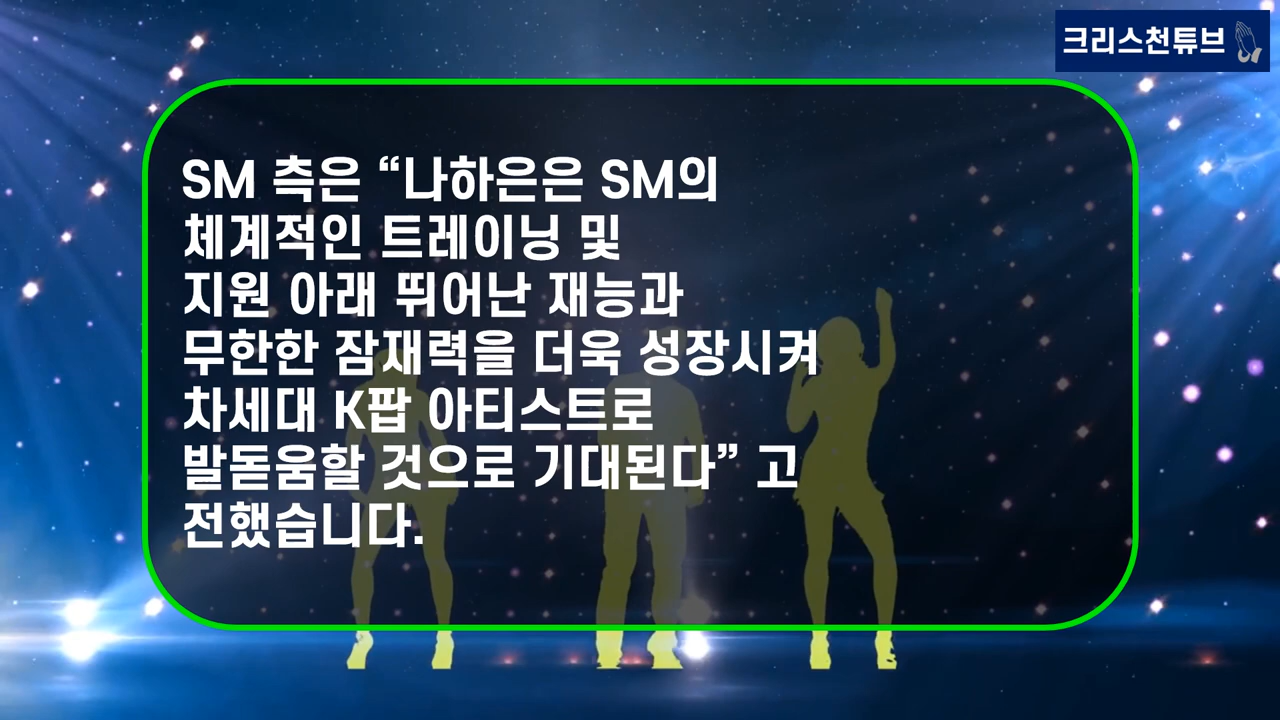 크리스천튜브
SM 측은 “나하은은 SM의
체계적인 트레이닝 및
지원 아래 뛰어난 재능과
무한한 잠재력을 더욱 성장시켜
차세대 K팝 아티스트로
발돋움할 것으로 기대된다” 고
전했습니다.